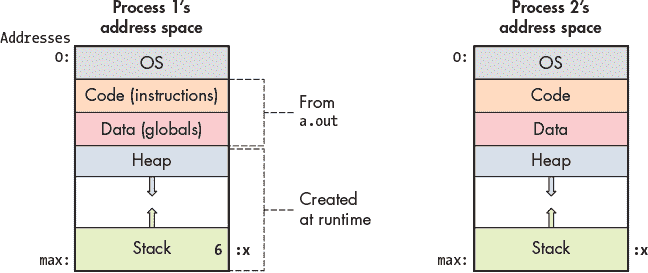 Process 1’s
address space
Addresses
0:
OS
Code (instructions)
Data (globals)
Heap
Stack
6
:x
max:
From
a.out
Created
at runtime
Process 2’s
address space
0:
OS
Code
Data
Heap
Stack
:x
max: